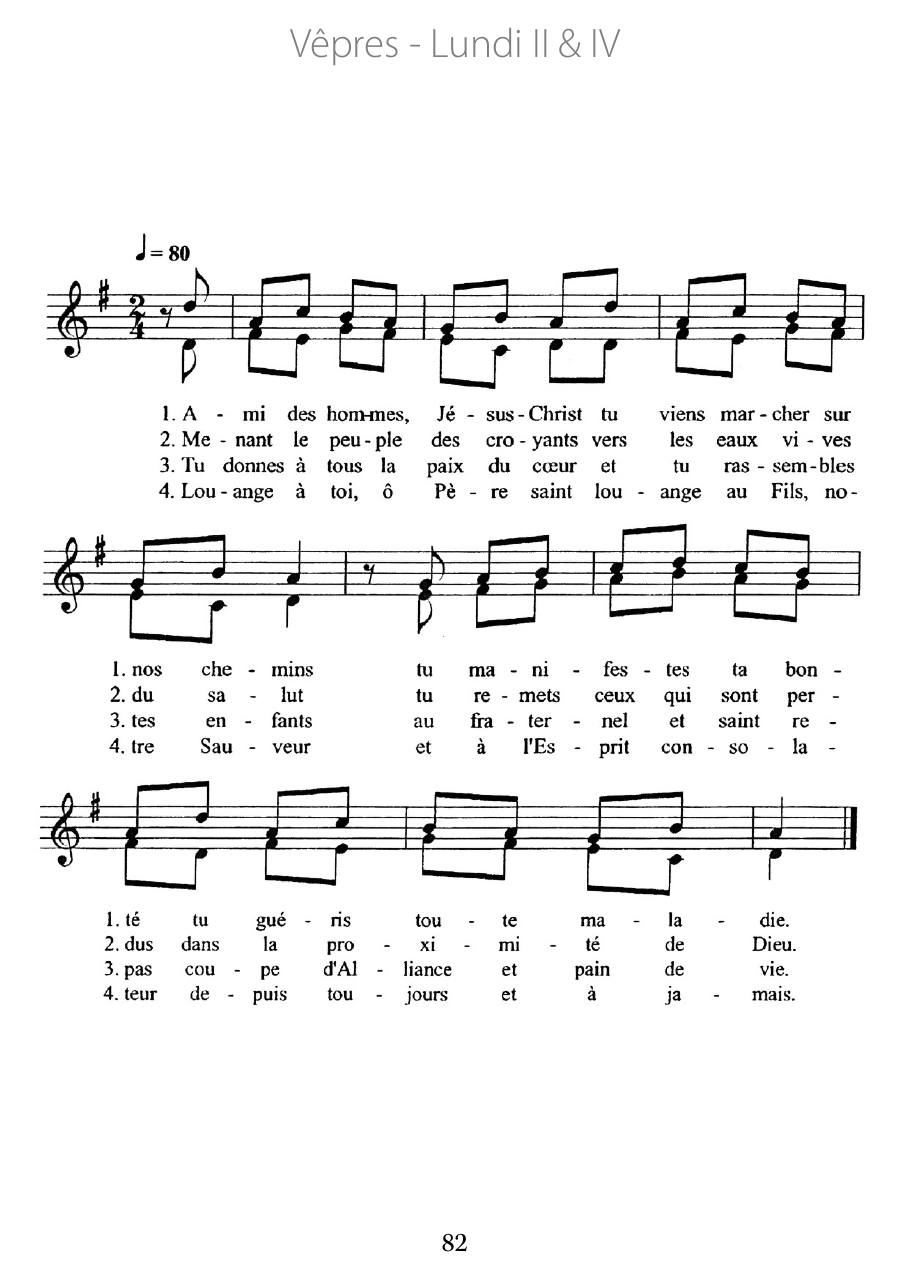 Vêpres - Lundi II & IV
♩ = 80
2/4
1. A - mi des hom-mes, Jé - sus-Christ tu viens mar - cher sur
2. Me - nant le peu - ple des cro - yants vers les eaux vi - ves
3. Tu donnes à tous la paix du cœur et tu ras - sem - bles
4. Lou - ange à toi, ô Pè - re saint lou - ange au Fils, no-
1. nos che - mins tu ma - ni - fes - tes ta bon -
2. du sa - lut tu re - mets ceux qui sont per -
3. tes en - fants au fra - ter - nel et saint re -
4. tre Sau - veur et à l'Es - prit con - so - la -
1. té tu gué - ris tou - te ma - la - die.
2. dus dans la pro - xi - mi - té de Dieu.
3. pas cou - pe d'Al - liance et pain de vie.
4. teur de - puis tou - jours et à ja - mais.
82